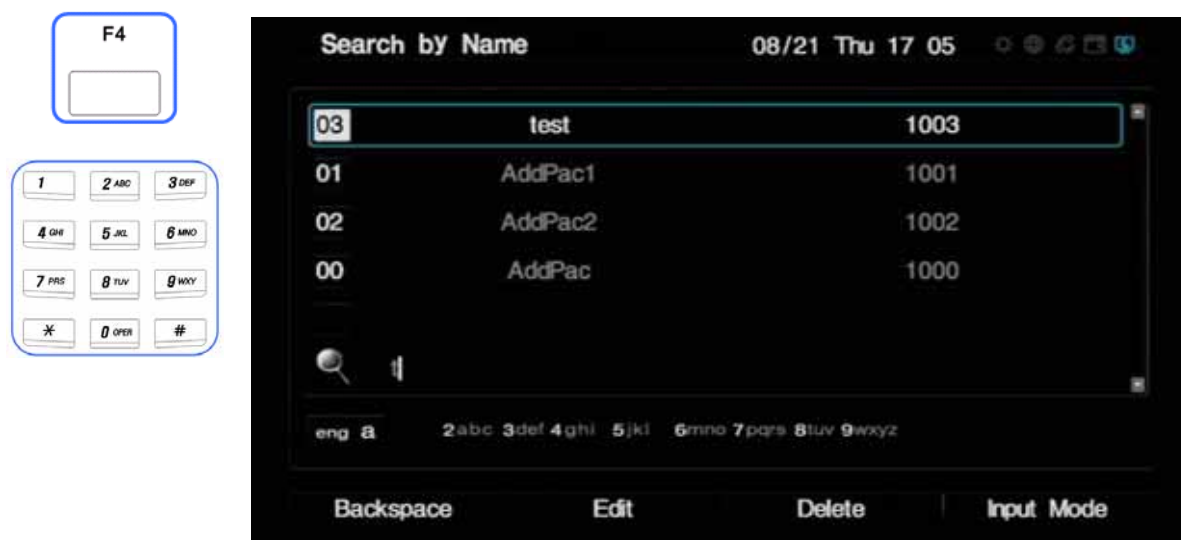 F4
1 2 ABC 3 DEF
4 GHI 5 JKL 6 MNO
7 PRS 8 TUV 9 WXY
* 0 OPER #
Search by Name 08/21 Thu 17 05
03 test 1003
01 AddPac1 1001
02 AddPac2 1002
00 AddPac 1000
t
eng a 2abc 3def 4ghi 5jkl 6mno 7pqrs 8tuv 9wxyz
Backspace Edit Delete Input Mode